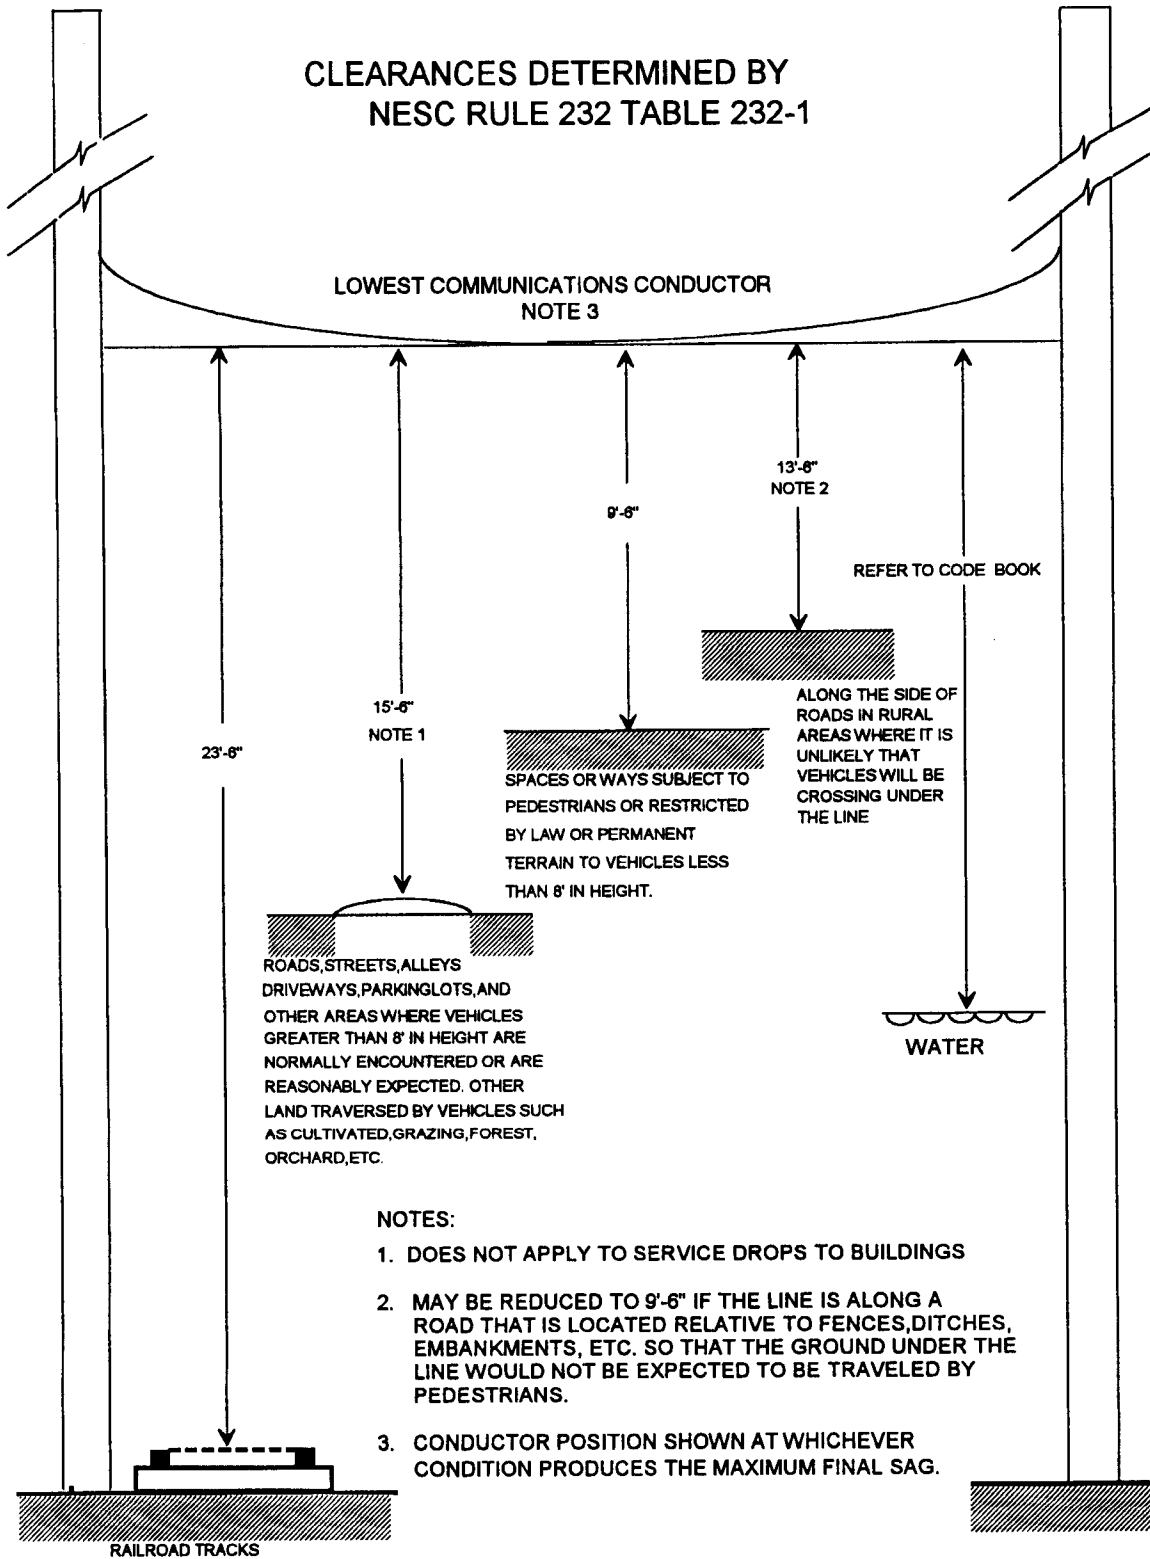 CLEARANCES DETERMINED BY
NESC RULE 232 TABLE 232-1
LOWEST COMMUNICATIONS CONDUCTOR
NOTE 3
13'-6"
NOTE 2
9'-6"
REFER TO CODE BOOK
15'-6"
NOTE 1
23'-6"
ALONG THE SIDE OF
ROADS IN RURAL
AREAS WHERE IT IS
UNLIKELY THAT
VEHICLES WILL BE
CROSSING UNDER
THE LINE
SPACES OR WAYS SUBJECT TO
PEDESTRIANS OR RESTRICTED
BY LAW OR PERMANENT
TERRAIN TO VEHICLES LESS
THAN 8' IN HEIGHT.
ROADS,STREETS,ALLEYS
DRIVEWAYS,PARKINGLOTS,AND
OTHER AREAS WHERE VEHICLES
GREATER THAN 8' IN HEIGHT ARE
NORMALLY ENCOUNTERED OR ARE
REASONABLY EXPECTED. OTHER
LAND TRAVERSED BY VEHICLES SUCH
AS CULTIVATED,GRAZING,FOREST,
ORCHARD,ETC.
WATER
NOTES:
1. DOES NOT APPLY TO SERVICE DROPS TO BUILDINGS
2. MAY BE REDUCED TO 9'-6" IF THE LINE IS ALONG A
ROAD THAT IS LOCATED RELATIVE TO FENCES,DITCHES,
EMBANKMENTS, ETC. SO THAT THE GROUND UNDER THE
LINE WOULD NOT BE EXPECTED TO BE TRAVELED BY
PEDESTRIANS.
3. CONDUCTOR POSITION SHOWN AT WHICHEVER
CONDITION PRODUCES THE MAXIMUM FINAL SAG.
RAILROAD TRACKS